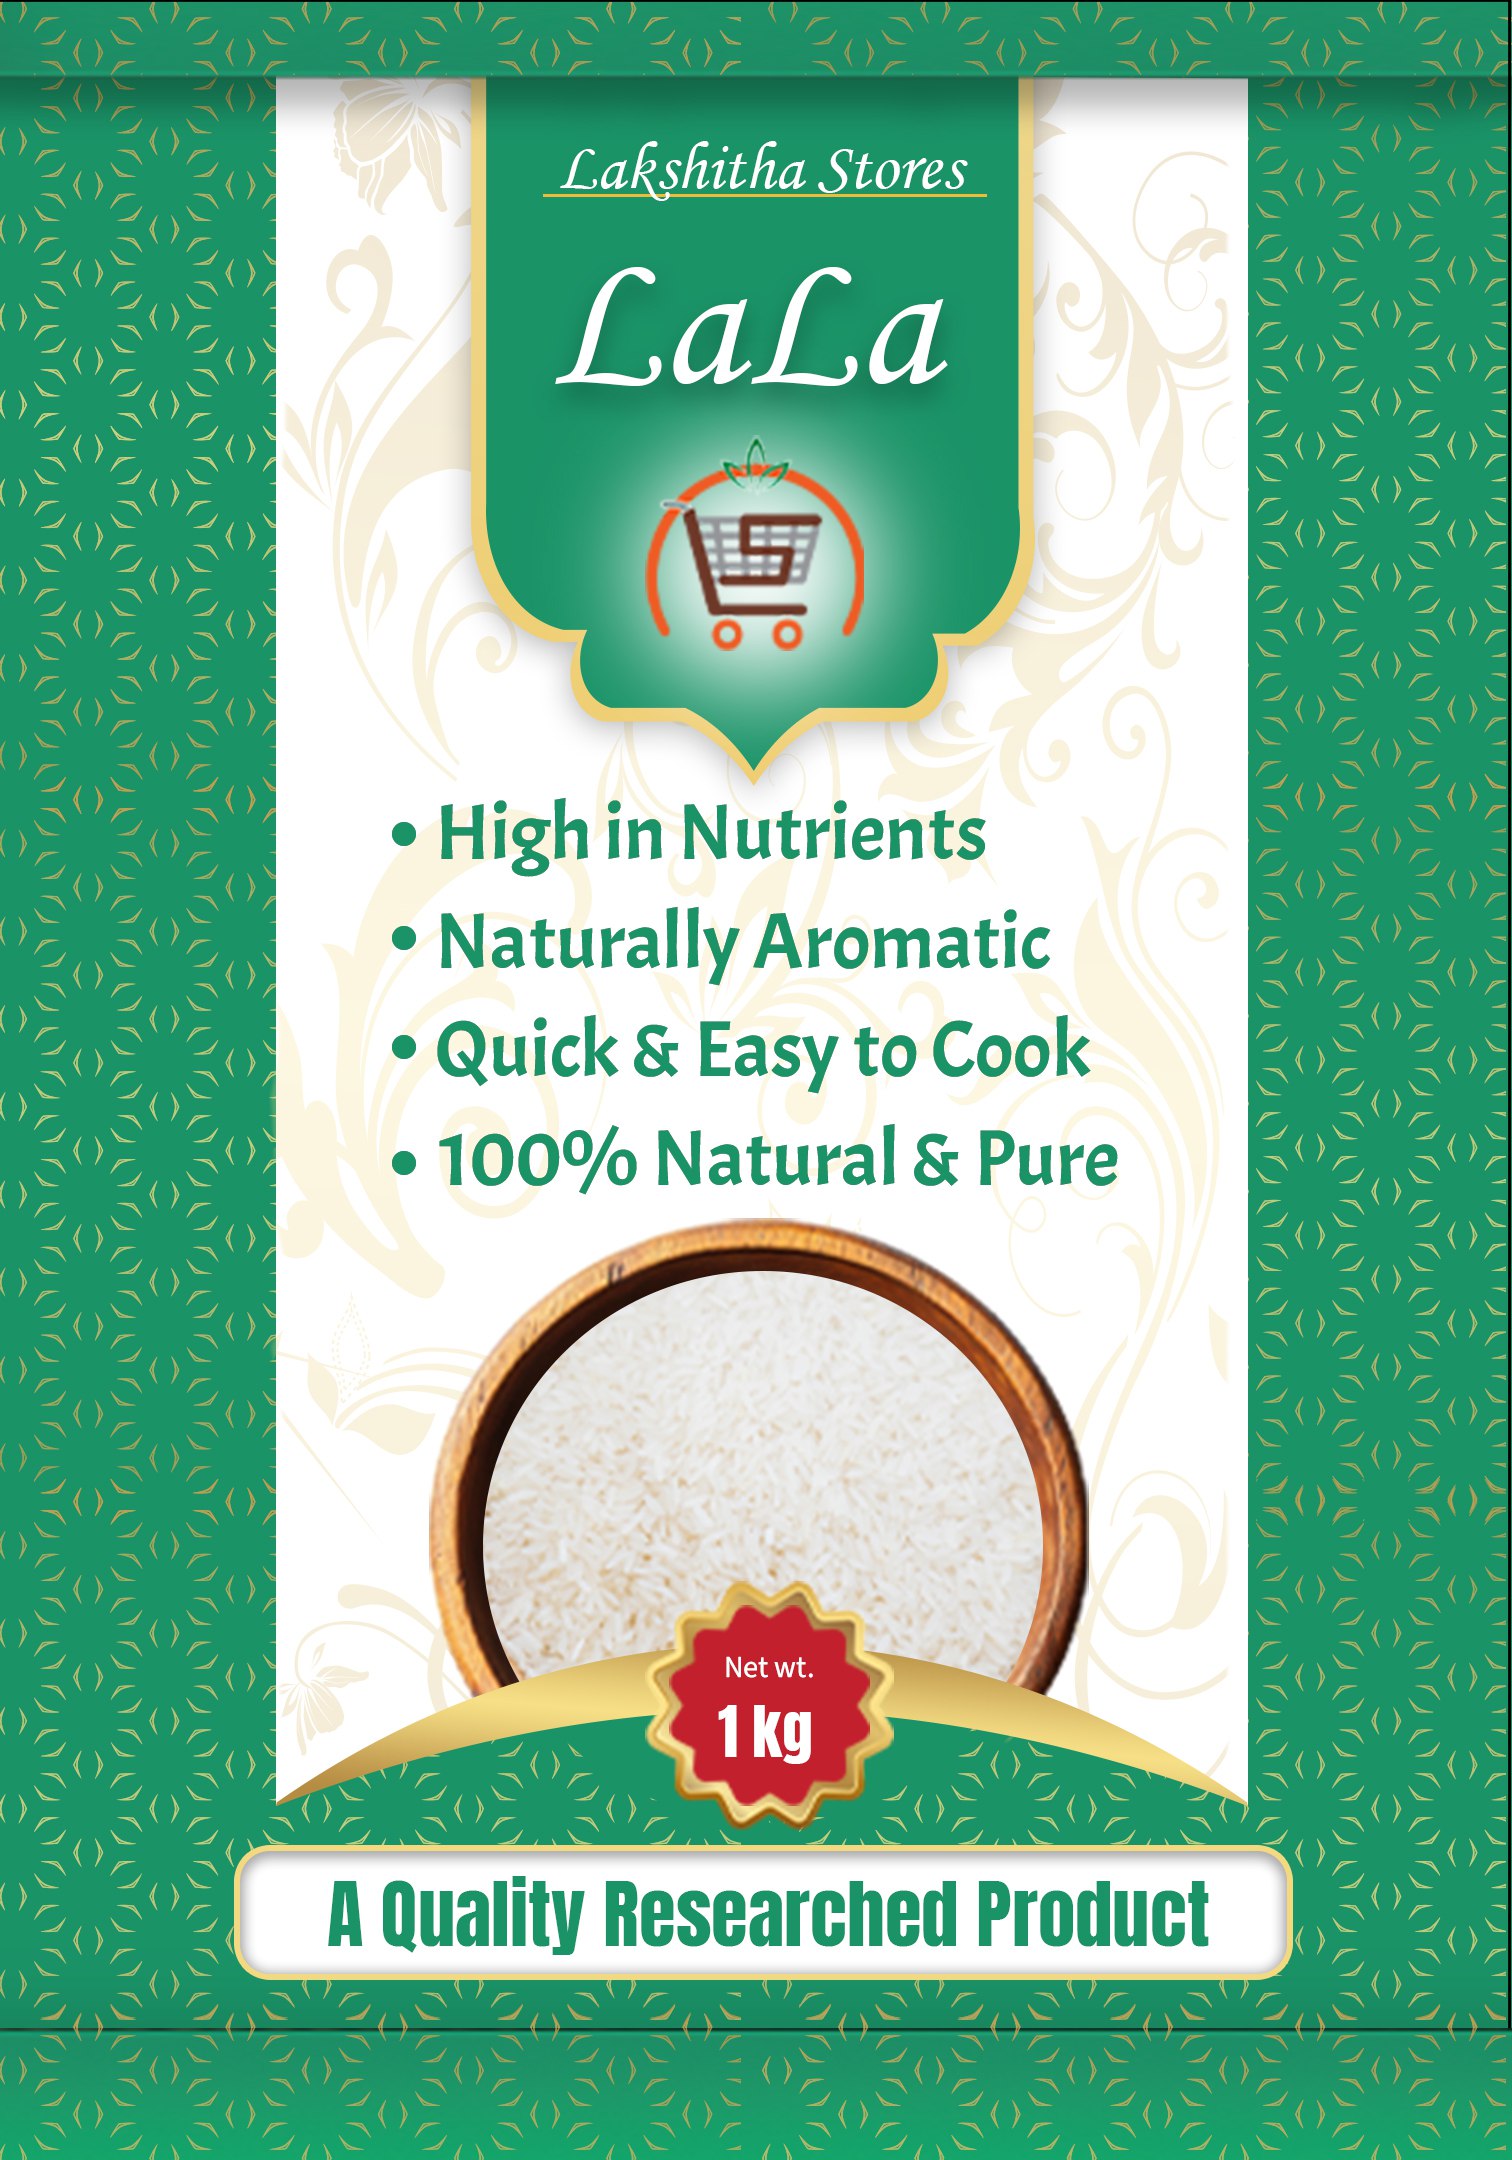 Lakshitha Stores
LaLa
• High in Nutrients
• Naturally Aromatic
• Quick & Easy to Cook
• 100% Natural & Pure
Net wt.
1 kg
A Quality Researched Product